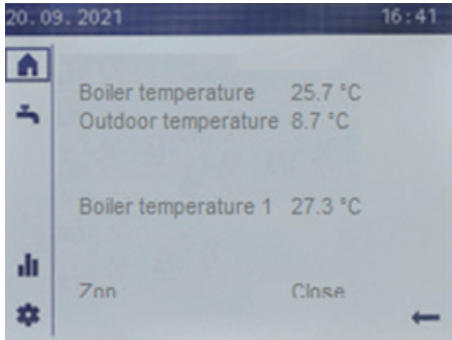 20.09.2021 16:41
Boiler temperature 25.7 °C
Outdoor temperature 8.7 °C
Boiler temperature 1 27.3 °C
Zon Close